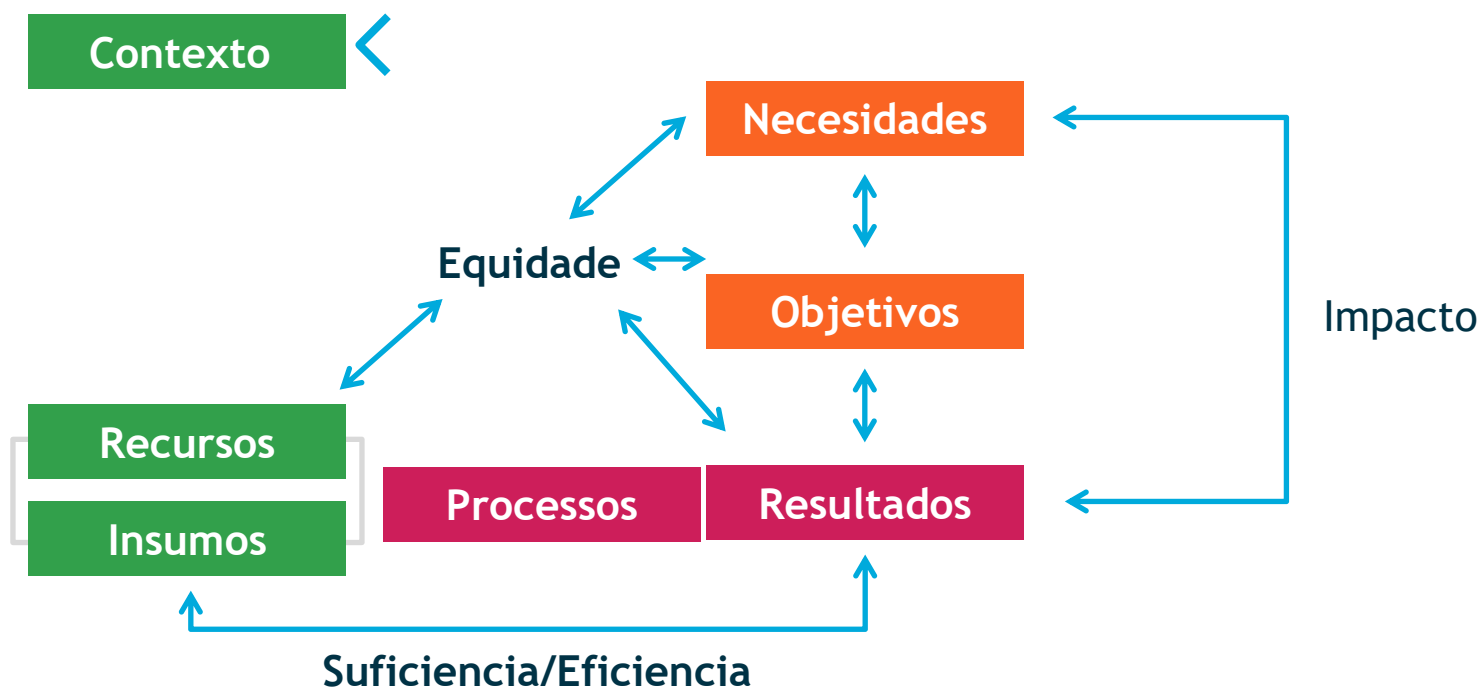 Contexto
Necesidades
Equidade
Objetivos
Impacto
Recursos
Insumos
Processos
Resultados
Suficiencia/Eficiencia